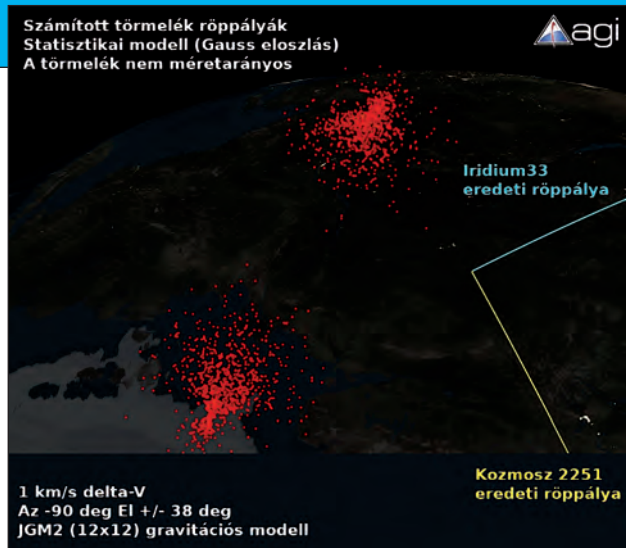 Számított törmelék röppályák
Statisztikai modell (Gauss eloszlás)
A törmelék nem méretarányos
agi
Iridium33
eredeti röppálya
Kozmosz 2251
eredeti röppálya
1 km/s delta-V
Az -90 deg El +/- 38 deg
JGM2 (12x12) gravitációs modell